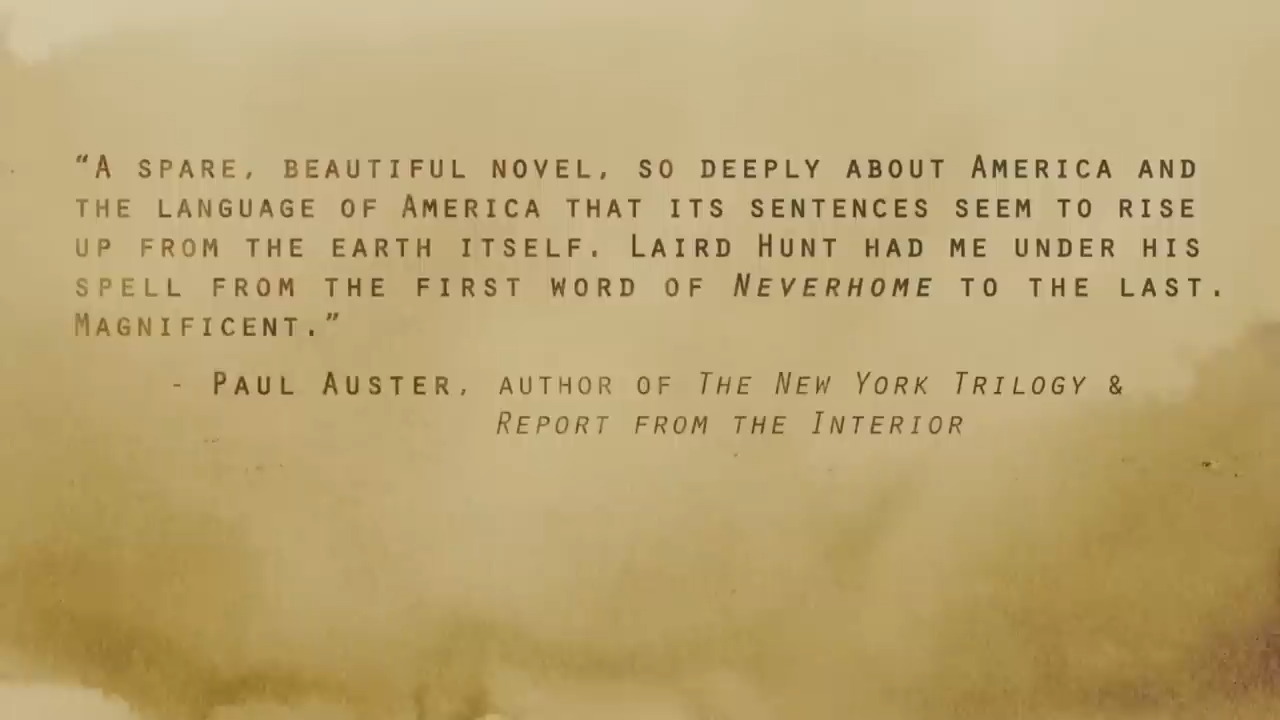 “A spare, beautiful novel, so deeply about America and
the language of America that its sentences seem to rise
up from the earth itself. Laird Hunt had me under his
spell from the first word of Neverhome to the last.
Magnificent.”
- Paul Auster, author of The New York Trilogy &
Report from the Interior